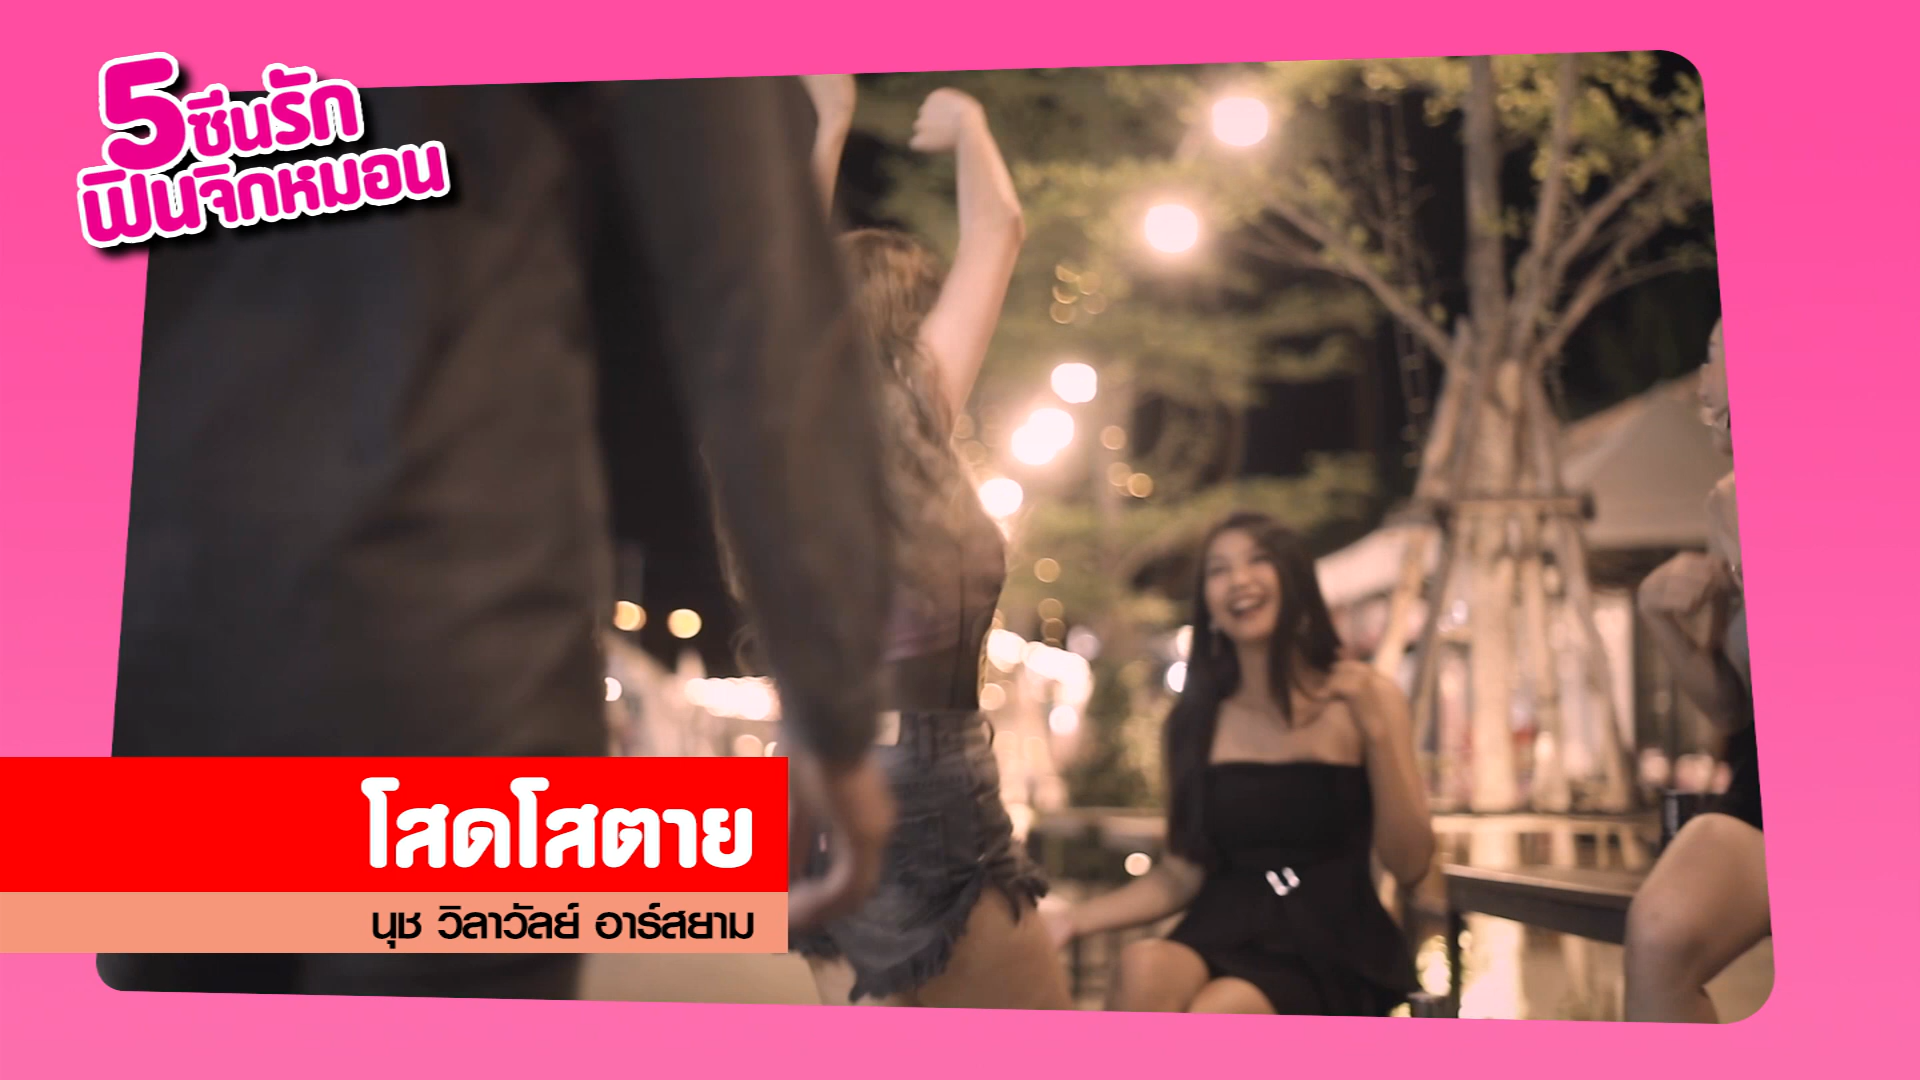 5ซีนรัก
ฟินจิกหมอน
โสดโสตาย
นุช วิลาวัลย์ อาร์สยาม